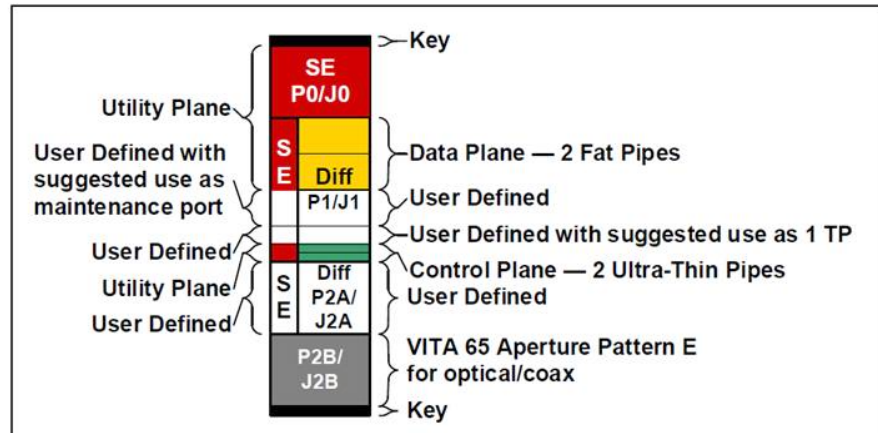 Key
SE
P0/J0
Utility Plane
S
E
Diff
Data Plane — 2 Fat Pipes
User Defined with
suggested use as
maintenance port
P1/J1
User Defined
User Defined with suggested use as 1 TP
User Defined
Control Plane — 2 Ultra-Thin Pipes
Utility Plane
User Defined
S
E
Diff
P2A/
J2A
User Defined
P2B/
J2B
VITA 65 Aperture Pattern E
for optical/coax
Key